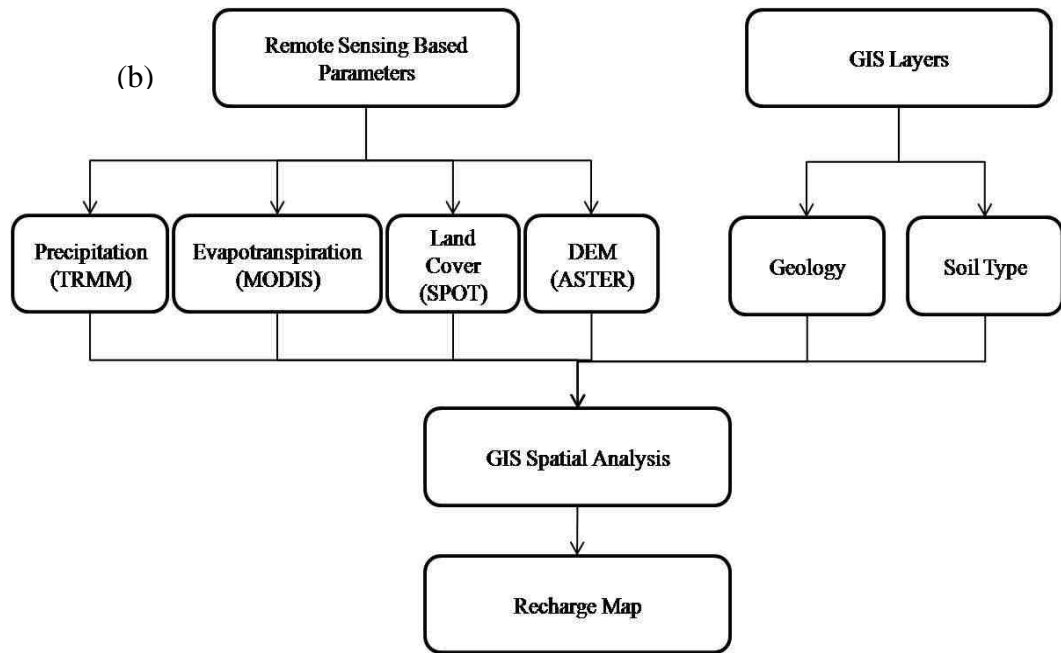 (b)
Remote Sensing Based
Parameters
GIS Layers
Precipitation
(TRMM)
Evapotranspiration
(MODIS)
Land
Cover
(SPOT)
DEM
(ASTER)
Geology
Soil Type
GIS Spatial Analysis
Recharge Map